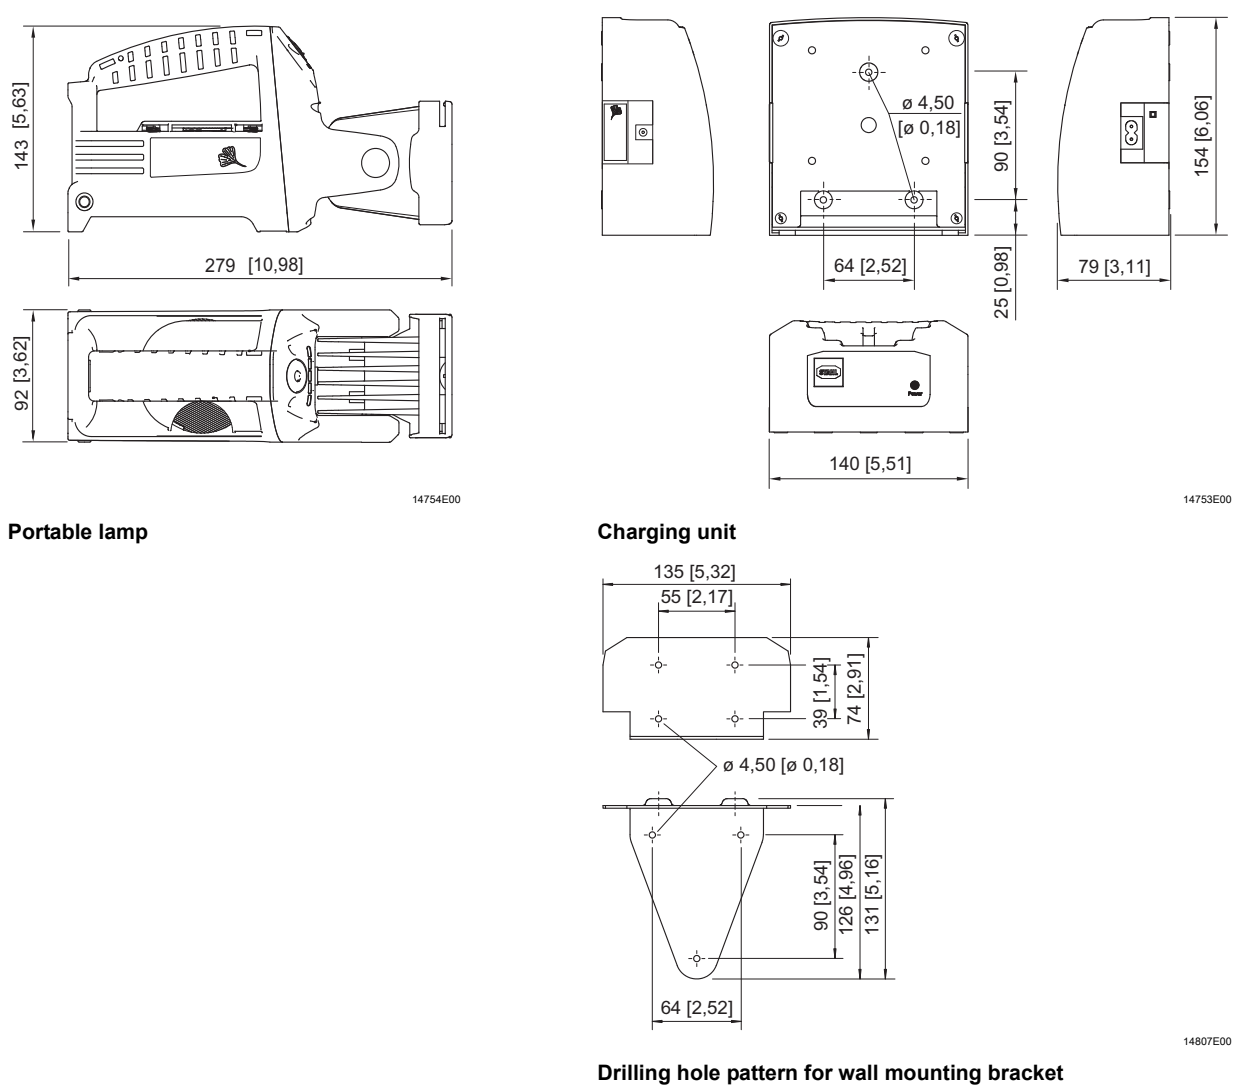 143 [5,63]
279 [10,98]
92 [3,62]
14754E00
Portable lamp
ø 4,50
[ø 0,18]
90 [3,54]
154 [6,06]
64 [2,52]
25 [0,98]
79 [3,11]
STAHL
Power
140 [5,51]
14753E00
Charging unit
135 [5,32]
55 [2,17]
39 [1,54]
74 [2,91]
ø 4,50 [ø 0,18]
90 [3,54]
126 [4,96]
131 [5,16]
64 [2,52]
14807E00
Drilling hole pattern for wall mounting bracket